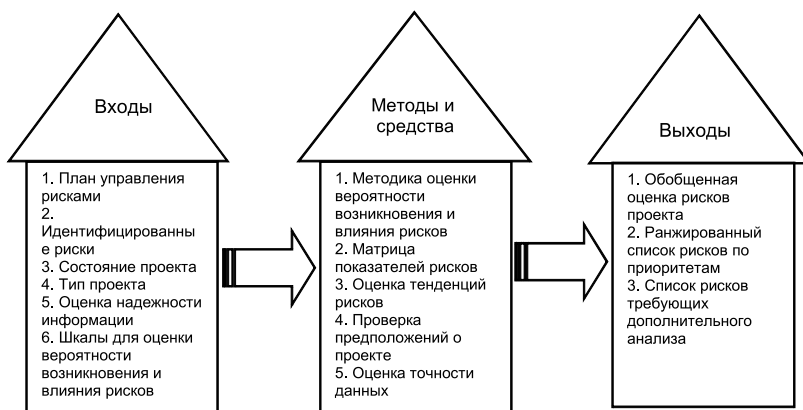 Входы
1. План управления
рисками
2.
Идентифицированны
е риски
3. Состояние проекта
4. Тип проекта
5. Оценка надежности
информации
6. Шкалы для оценки
вероятности
возникновения и
влияния рисков
Методы и
средства
1. Методика оценки
вероятности
возникновения и
влияния рисков
2. Матрица
показателей рисков
3. Оценка тенденций
рисков
4. Проверка
предположений о
проекте
5. Оценка точности
данных
Выходы
1. Обобщенная
оценка рисков
проекта
2. Ранжированный
список рисков по
приоритетам
3. Список рисков
требующих
дополнительного
анализа